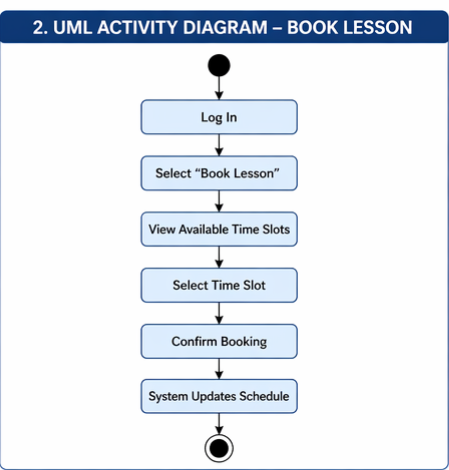 2. UML ACTIVITY DIAGRAM – BOOK LESSON
Log In
Select “Book Lesson”
View Available Time Slots
Select Time Slot
Confirm Booking
System Updates Schedule